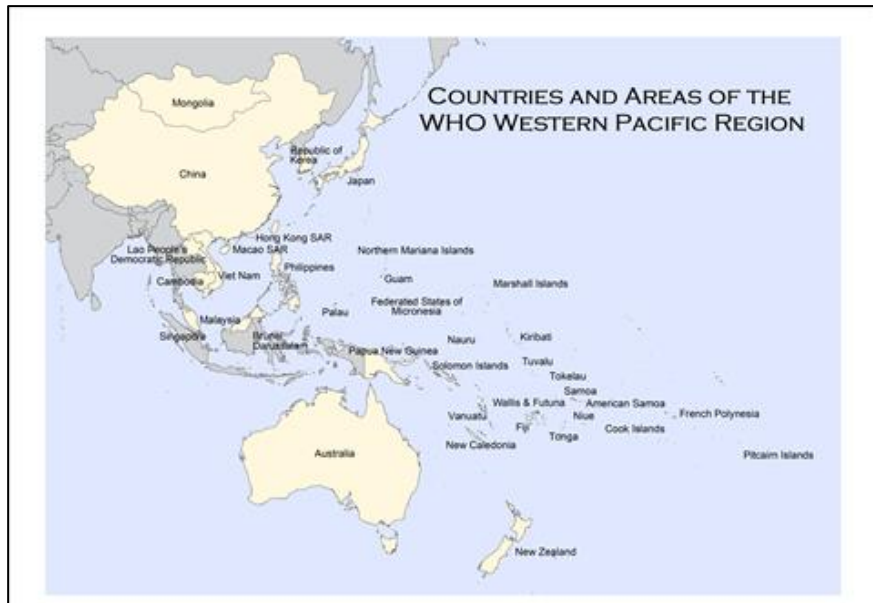 COUNTRIES AND AREAS OF THE
WHO WESTERN PACIFIC REGION
Mongolia
Republic of
Korea
China
Japan
Hong Kong SAR
Macao SAR
Lao People's
Democratic Republic
Northern Mariana Islands
Viet Nam
Philippines
Cambodia
Guam
Marshall Islands
Federated States of
Micronesia
Palau
Malaysia
Singapore
Brunei
Darussalam
Nauru
Kiribati
Papua New Guinea
Solomon Islands
Tuvalu
Tokelau
Samoa
Wallis & Futuna
American Samoa
Vanuatu
Niue
French Polynesia
Fiji
Cook Islands
Tonga
New Caledonia
Australia
Pitcairn Islands
New Zealand